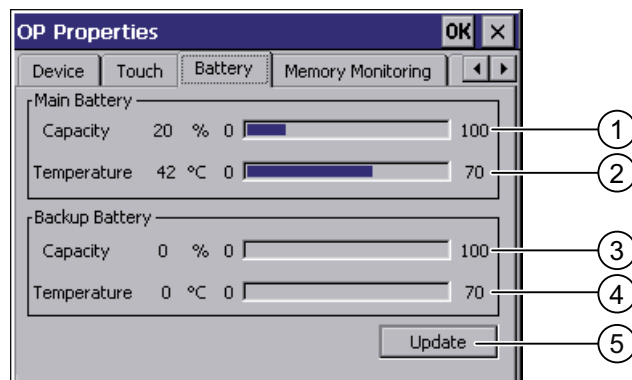 OP Properties OK ×
Device Touch Battery Memory Monitoring
Main Battery
Capacity 20 % 0 100 1
Temperature 42 °C 0 70 2
Backup Battery
Capacity 0 % 0 100 3
Temperature 0 °C 0 70 4
Update 5